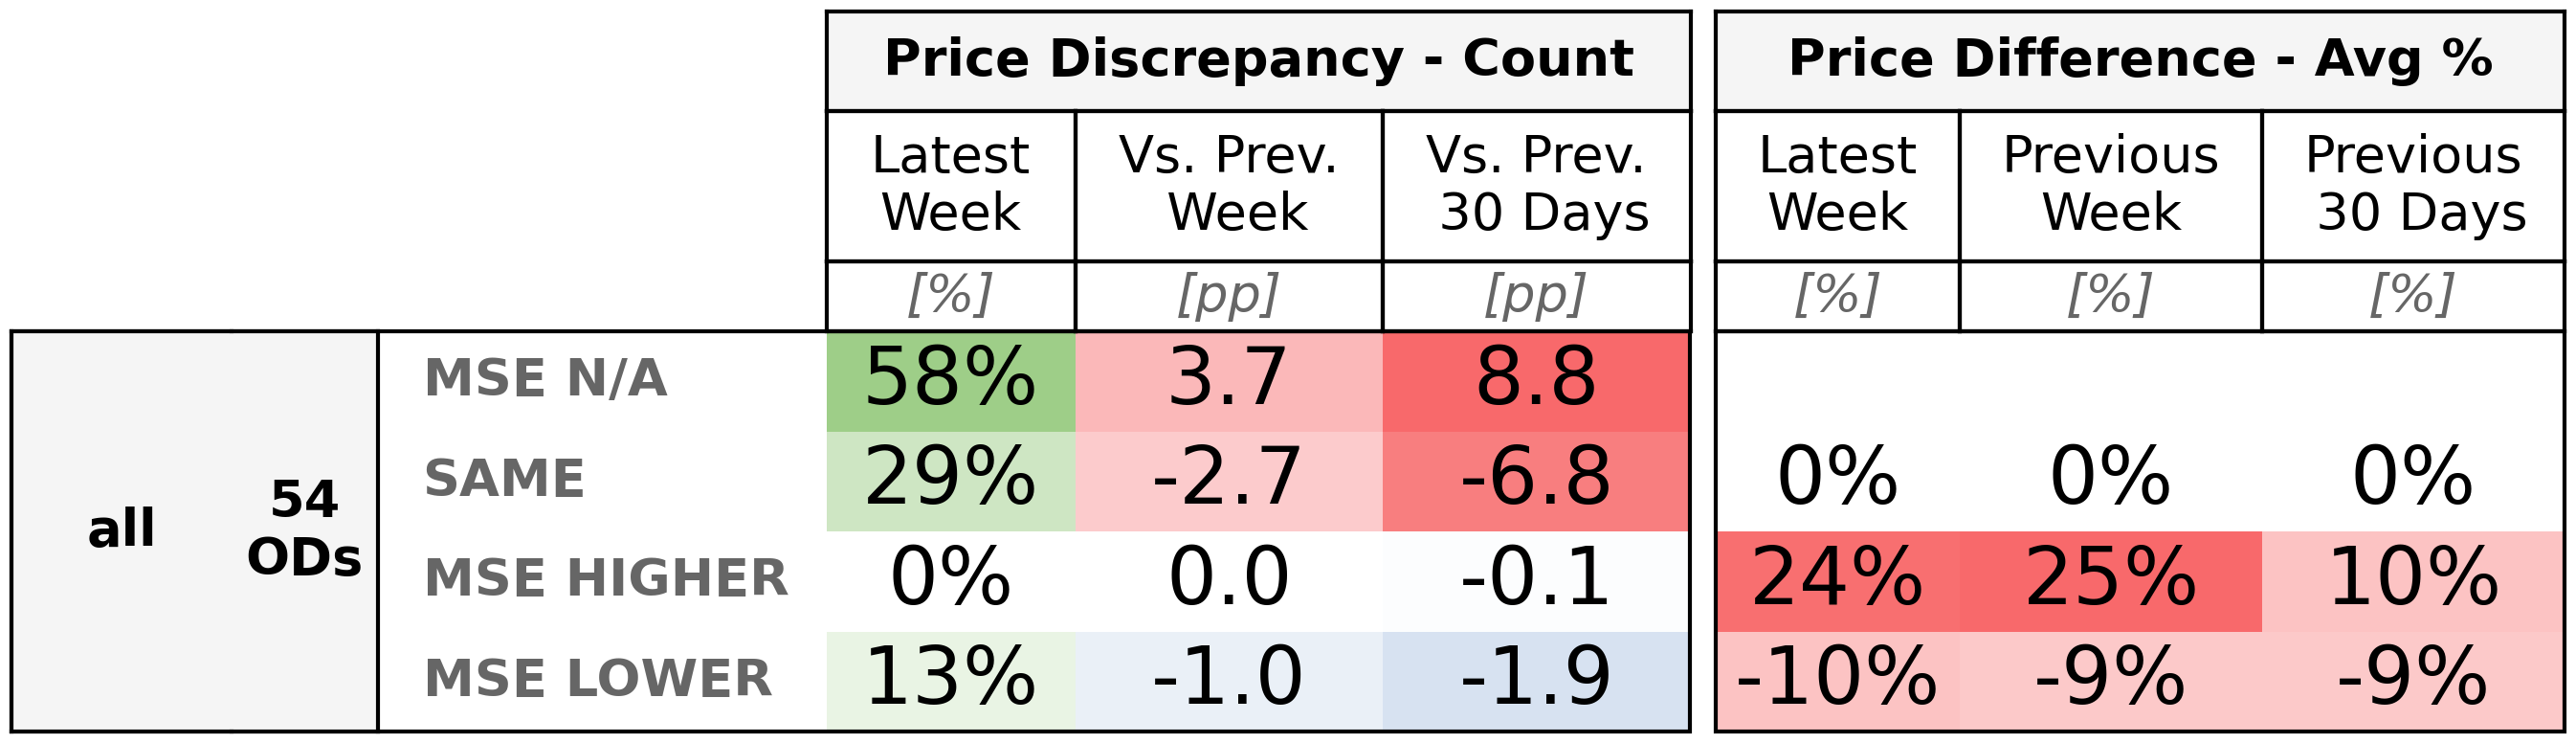 Price Discrepancy - Count Price Difference - Avg %
Latest Week Vs. Prev. Week Vs. Prev. 30 Days Latest Week Previous Week Previous 30 Days
[%] [pp] [pp] [%] [%] [%]
all 54 ODs
MSE N/A 58% 3.7 8.8
SAME 29% -2.7 -6.8 0% 0% 0%
MSE HIGHER 0% 0.0 -0.1 24% 25% 10%
MSE LOWER 13% -1.0 -1.9 -10% -9% -9%